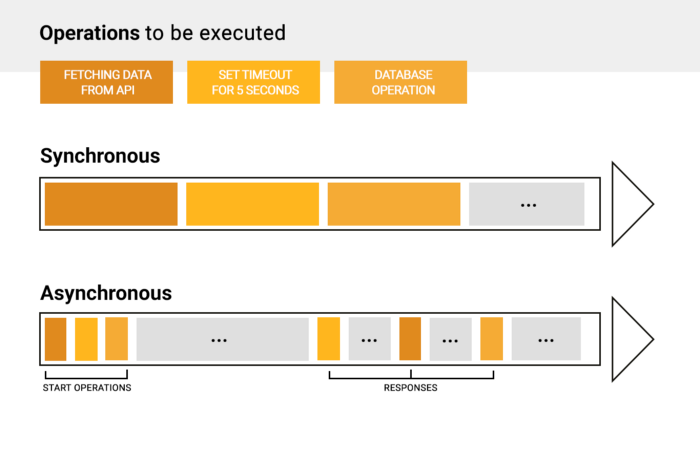 Operations to be executed
FETCHING DATA
FROM API
SET TIMEOUT
FOR 5 SECONDS
DATABASE
OPERATION
Synchronous
...
Asynchronous
...
...
...
...
START OPERATIONS
RESPONSES